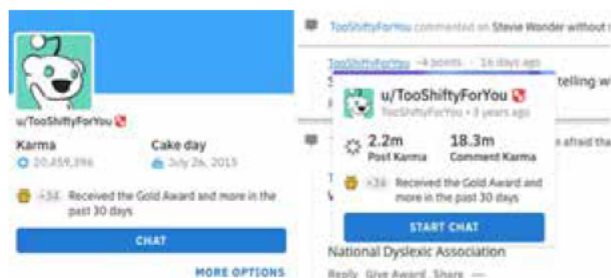 u/TooShiftyForYou
Karma
Cake day
20,459,396
July 26, 2015
+34 Received the Gold Award and more in the
past 30 days
CHAT
MORE OPTIONS
TooShiftyForYou commented on Stevie Wonder without
TooShiftyForYou -4 points · 16 days ago
telling
u/TooShiftyForYou
TooShiftyForYou • 3 years ago
afraid
2.2m
18.3m
Post Karma
Comment Karma
+34 Received the Gold Award and
more in the past 30 days
START CHAT
National Dyslexic Association
Reply Give Award Share